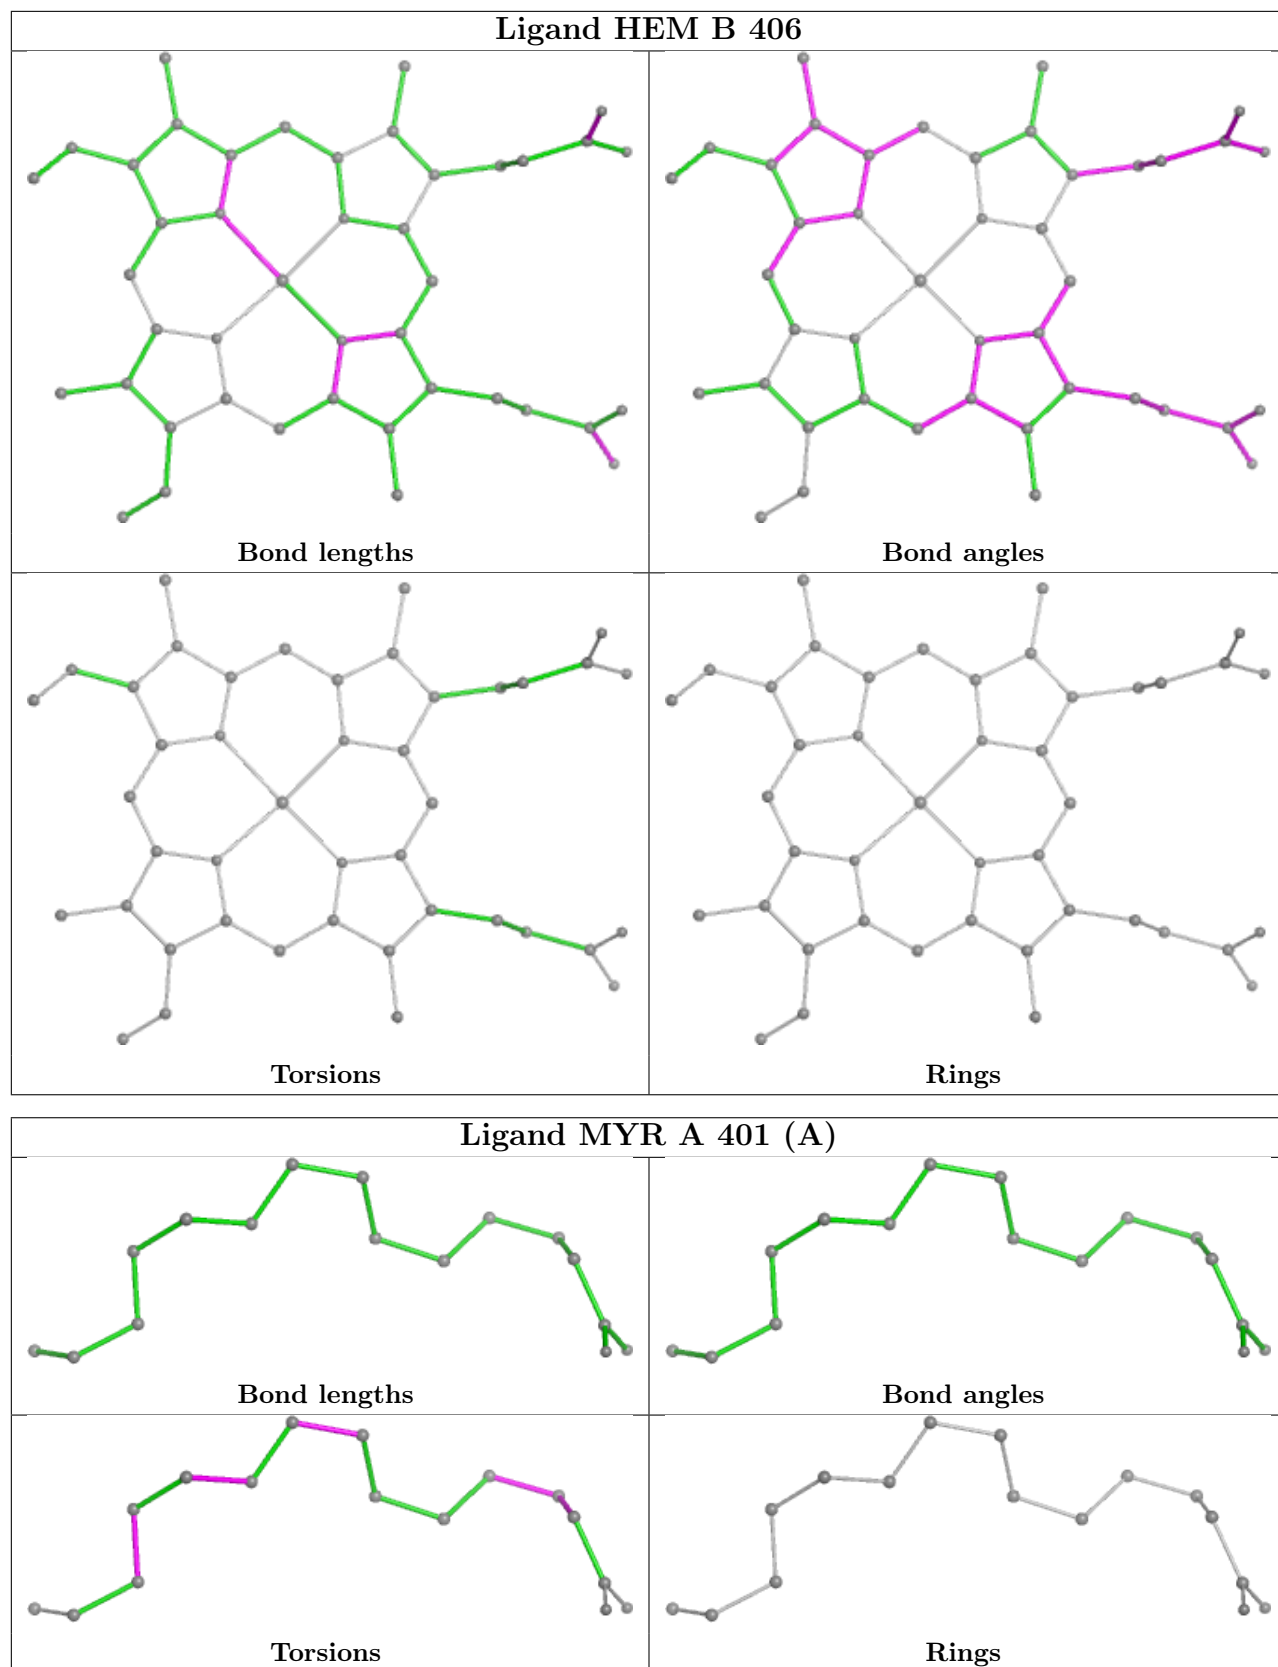 Ligand HEM B 406
Bond lengths
Bond angles
Torsions
Rings
Ligand MYR A 401 (A)
Bond lengths
Bond angles
Torsions
Rings